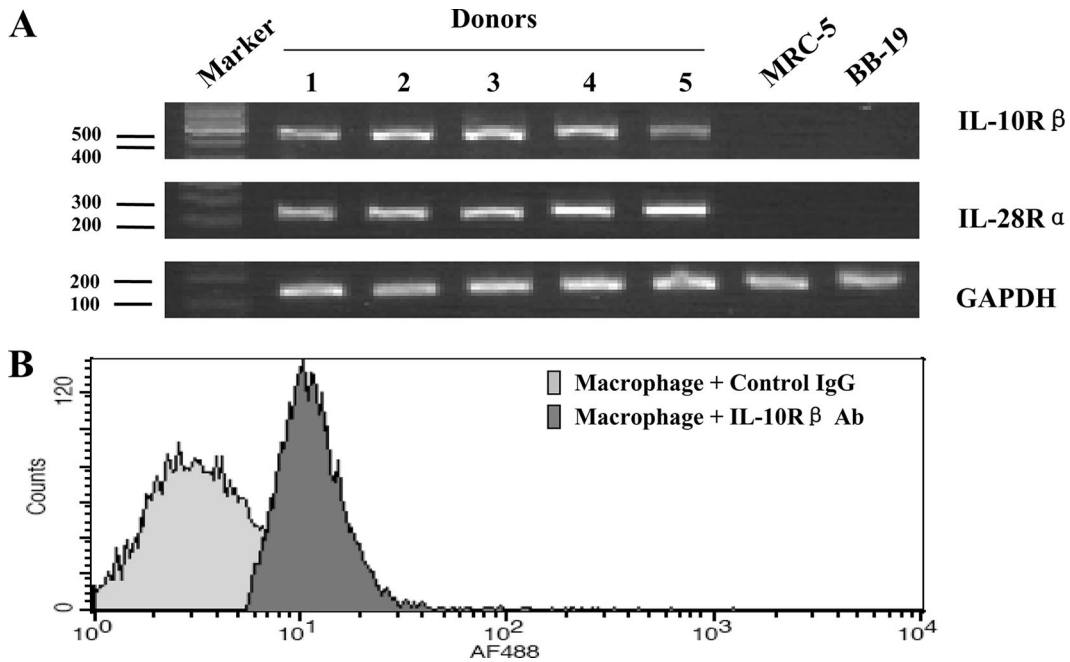 A
Donors
Marker
1 2 3 4 5
MRC-5
BB-19
500
400
IL-10R β
300
200
IL-28R α
200
100
GAPDH
B
Macrophage + Control IgG
Macrophage + IL-10R β Ab
120
Counts
0
10⁰ 10¹ 10² 10³ 10⁴
AF488